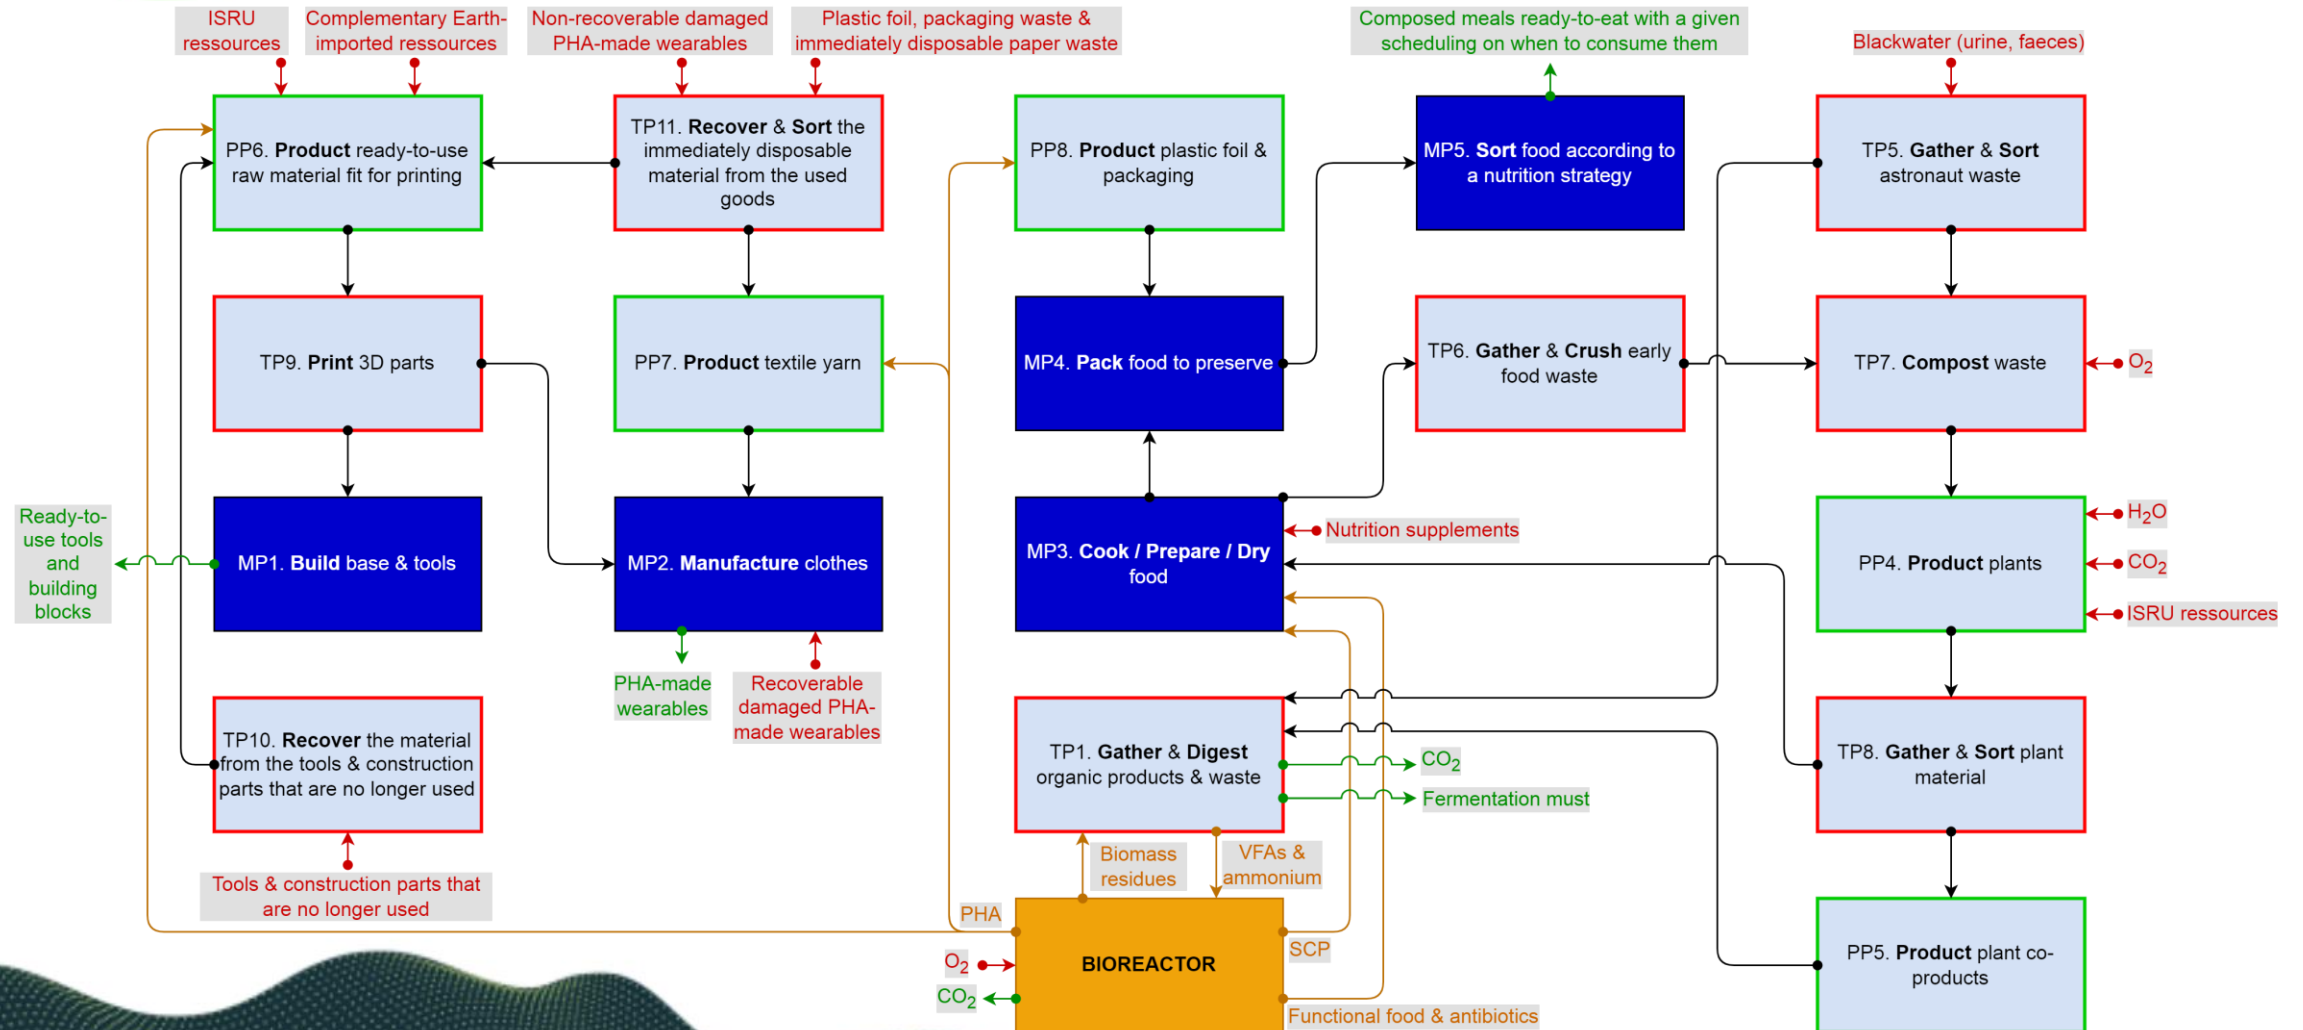 ISRU
ressources
Complementary Earth-
imported ressources
Non-recoverable damaged
PHA-made wearables
Plastic foil, packaging waste &
immediately disposable paper waste
Composed meals ready-to-eat with a given
scheduling on when to consume them
Blackwater (urine, faeces)
PP6. Product ready-to-use
raw material fit for printing
TP11. Recover & Sort the
immediately disposable
material from the used
goods
PP8. Product plastic foil &
packaging
MP5. Sort food according to
a nutrition strategy
TP5. Gather & Sort
astronaut waste
TP9. Print 3D parts
PP7. Product textile yarn
MP4. Pack food to preserve
TP6. Gather & Crush early
food waste
TP7. Compost waste
O2
Ready-to-
use tools
and
building
blocks
MP1. Build base & tools
MP2. Manufacture clothes
MP3. Cook / Prepare / Dry
food
Nutrition supplements
PP4. Product plants
H2O
CO2
ISRU ressources
PHA-made
wearables
Recoverable
damaged PHA-
made wearables
TP10. Recover the material
from the tools & construction
parts that are no longer used
TP1. Gather & Digest
organic products & waste
CO2
Fermentation must
TP8. Gather & Sort plant
material
Tools & construction parts that
are no longer used
Biomass
residues
VFAs &
ammonium
PHA
O2
CO2
BIOREACTOR
SCP
Functional food & antibiotics
PP5. Product plant co-
products